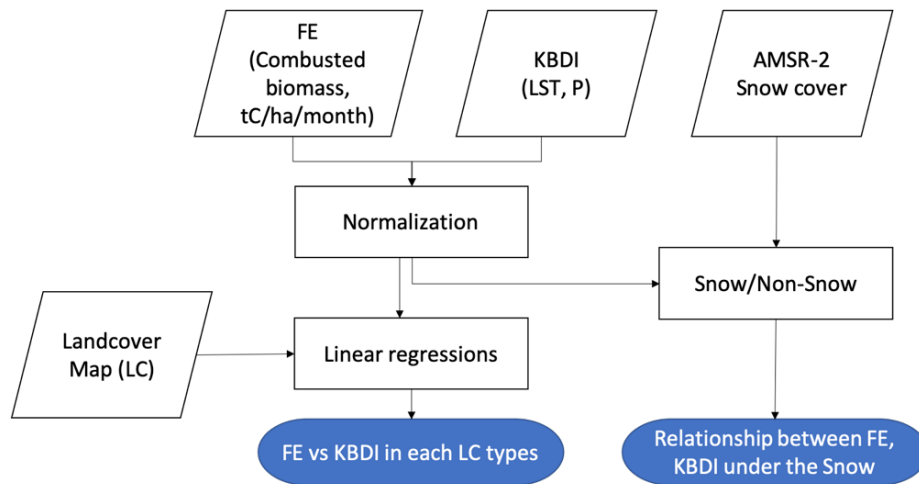 FE
(Combusted
biomass,
tC/ha/month)
KBDI
(LST, P)
AMSR-2
Snow cover
Normalization
Snow/Non-Snow
Landcover
Map (LC)
Linear regressions
FE vs KBDI in each LC types
Relationship between FE,
KBDI under the Snow